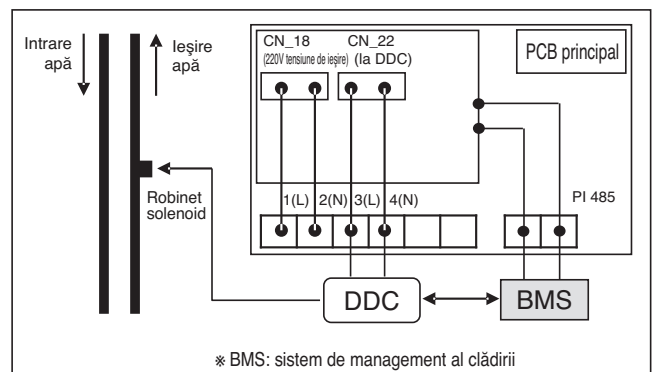 Intrare
apă
Ieşire
apă
CN_18
(220V tensiune de ieşire)
CN_22
(la DDC)
PCB principal
Robinet
solenoid
1(L) 2(N) 3(L) 4(N)
PI 485
DDC
BMS
※ BMS: sistem de management al clădirii